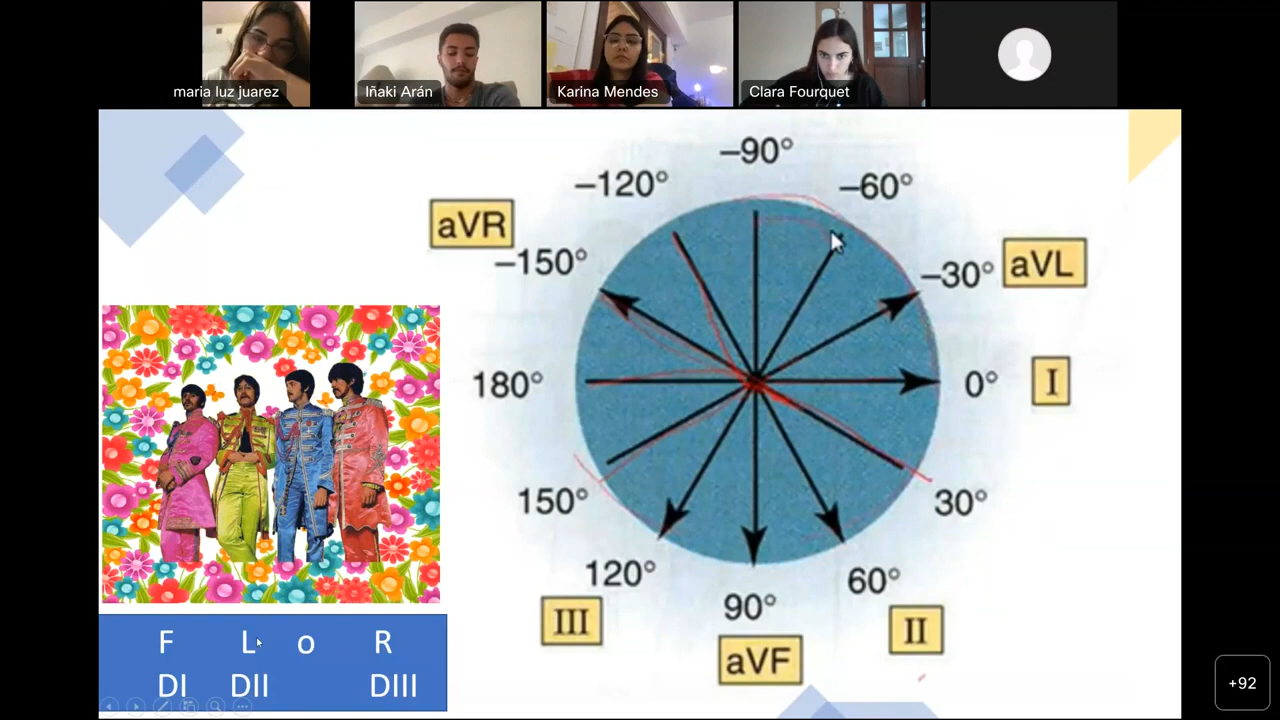 maria luz juarez
Iñaki Arán
Karina Mendes
Clara Fourquet
–90°
–120°
–60°
aVR
–150°
–30°
aVL
180°
0°
I
150°
30°
120°
60°
III
90°
II
aVF
F L o R
DI DII DIII
+92